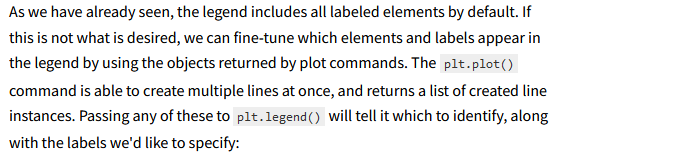 As we have already seen, the legend includes all labeled elements by default. If
this is not what is desired, we can fine-tune which elements and labels appear in
the legend by using the objects returned by plot commands. The plt.plot()
command is able to create multiple lines at once, and returns a list of created line
instances. Passing any of these to plt.legend() will tell it which to identify, along
with the labels we'd like to specify: